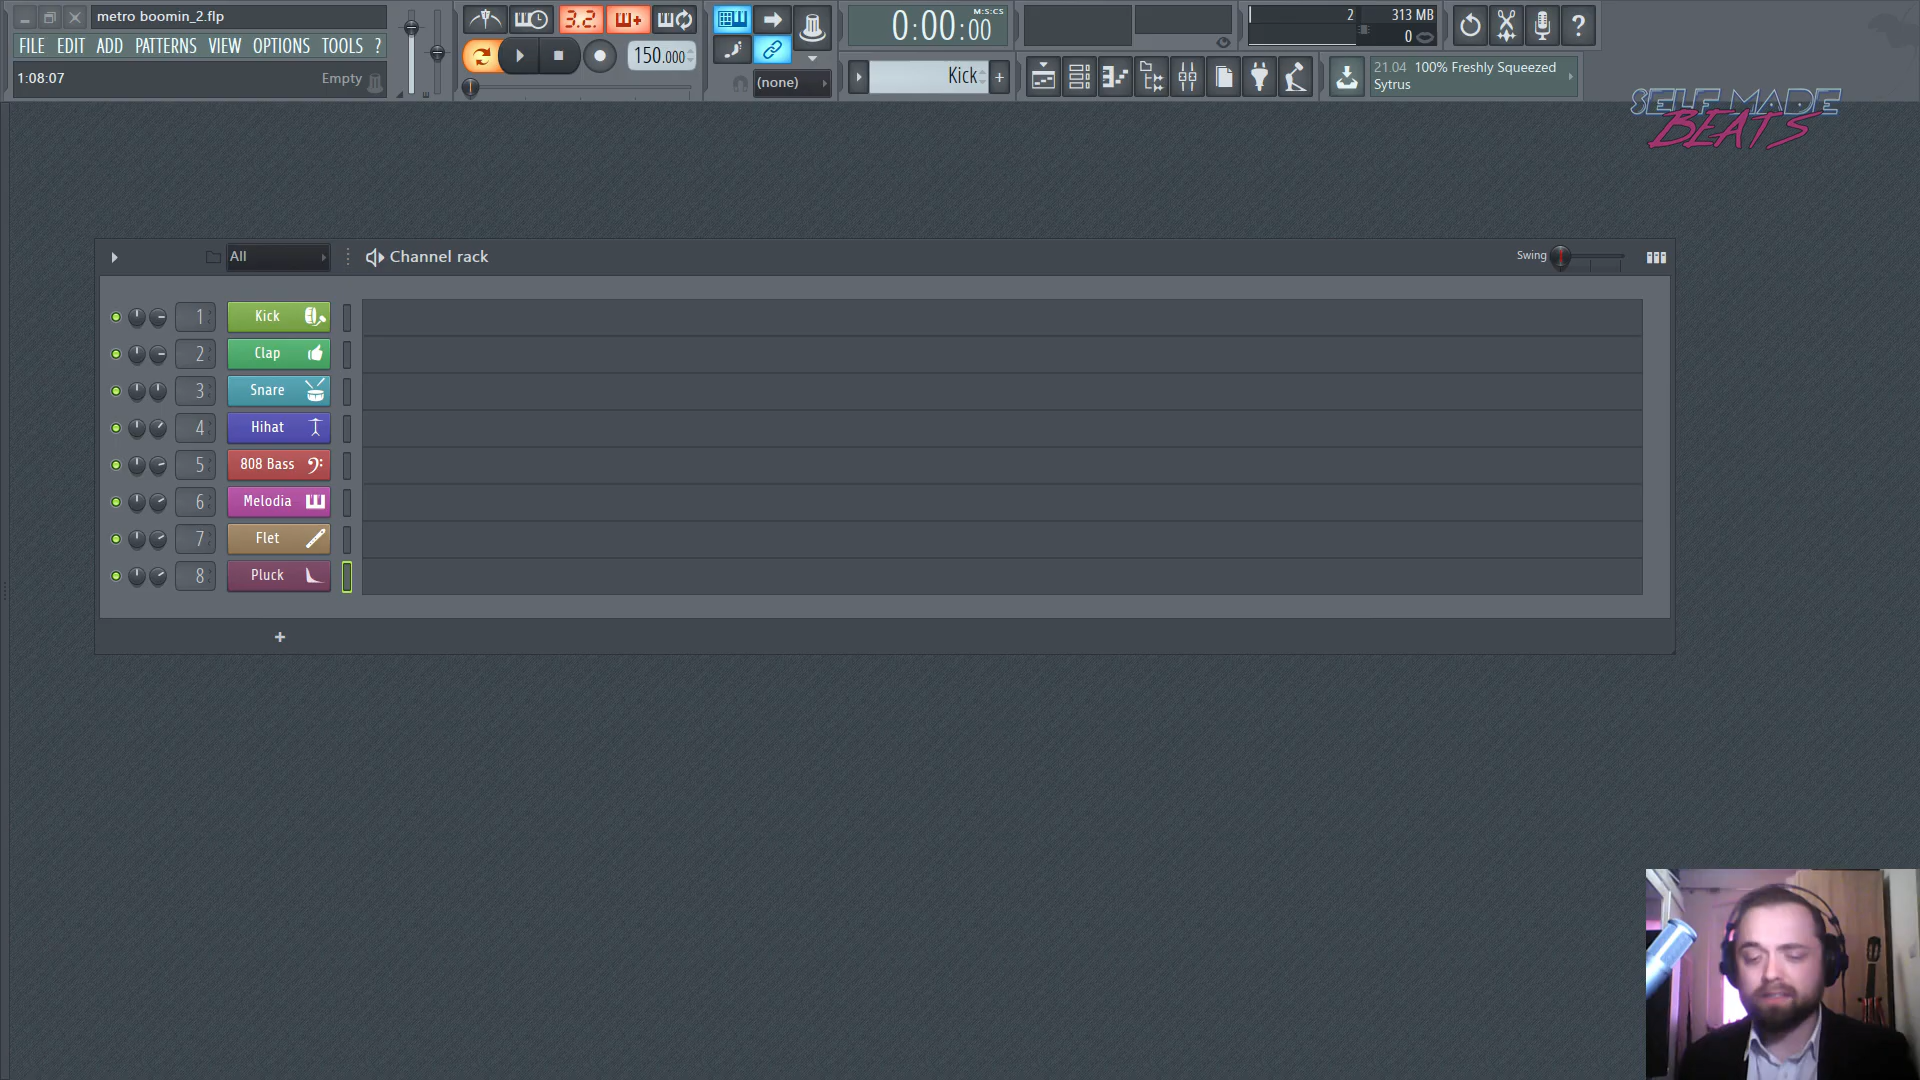 metro boomin_2.flp
FILE EDIT ADD PATTERNS VIEW OPTIONS TOOLS ?
1:08:07 Empty
3.2.
150.000
(none)
0:00:00 M:S:CS
Kick
2 313 MB
0
21.04 100% Freshly Squeezed
Sytrus
SELF MADE
BEATS
All Channel rack Swing
1 Kick
2 Clap
3 Snare
4 Hihat
5 808 Bass
6 Melodia
7 Flet
8 Pluck
+